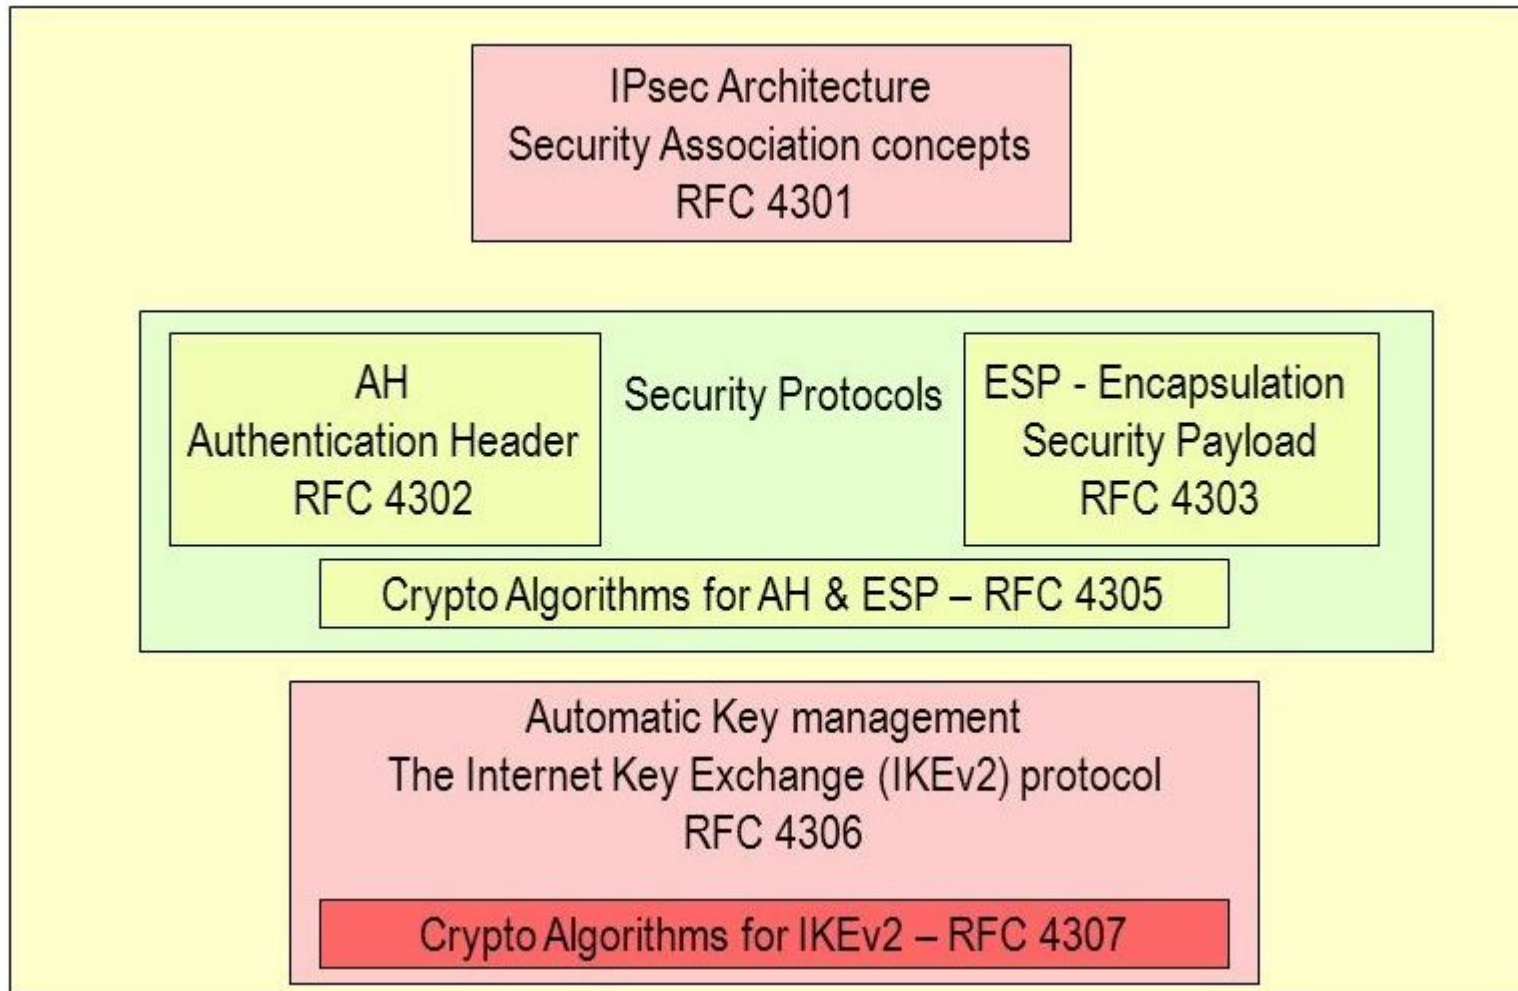 IPsec Architecture
Security Association concepts
RFC 4301
AH
Authentication Header
RFC 4302
Security Protocols
ESP - Encapsulation
Security Payload
RFC 4303
Crypto Algorithms for AH & ESP – RFC 4305
Automatic Key management
The Internet Key Exchange (IKEv2) protocol
RFC 4306
Crypto Algorithms for IKEv2 – RFC 4307